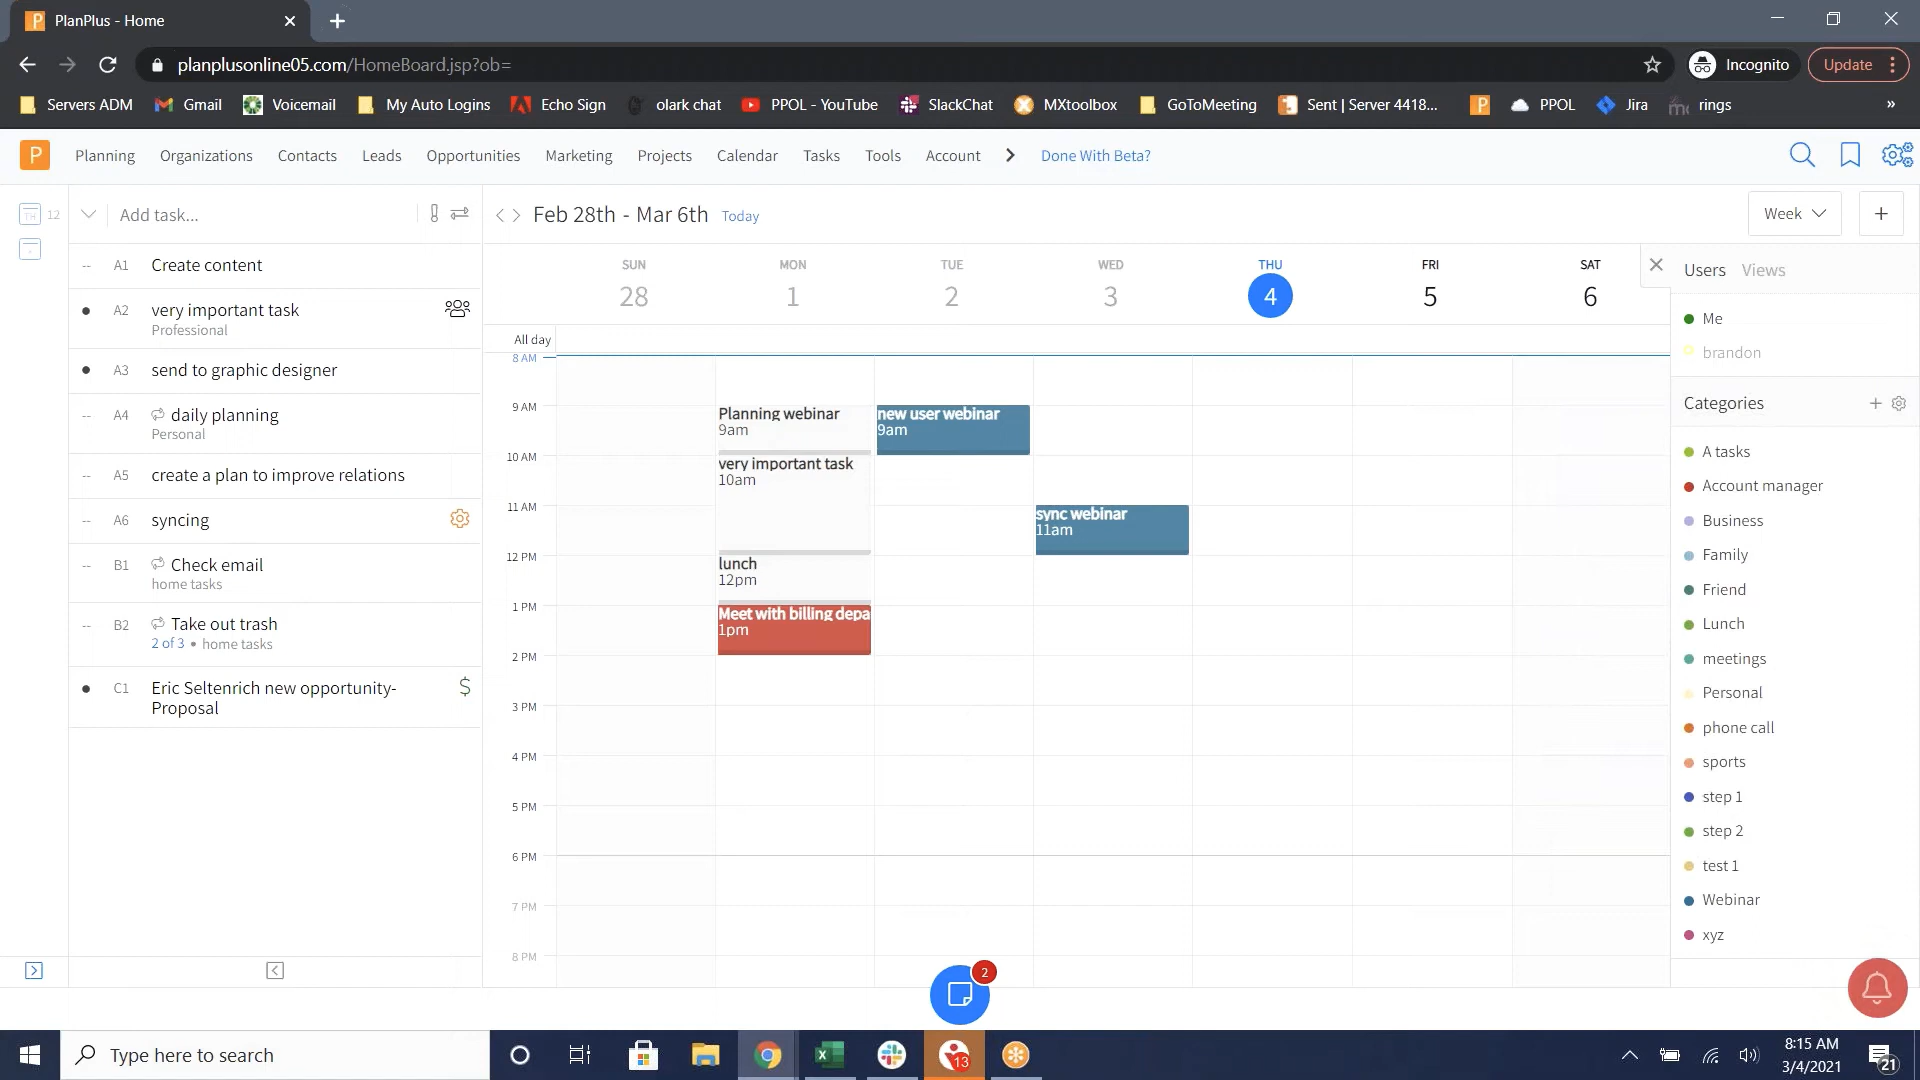 PlanPlus - Home
planplusonline05.com/HomeBoard.jsp?ob=
Incognito
Update
Servers ADM
Gmail
Voicemail
My Auto Logins
Echo Sign
olark chat
PPOL - YouTube
SlackChat
MXtoolbox
GoToMeeting
Sent | Server 4418...
PPOL
Jira
rings
»
P
Planning
Organizations
Contacts
Leads
Opportunities
Marketing
Projects
Calendar
Tasks
Tools
Account
Done With Beta?
TH 12
Add task...
-- A1 Create content
A2 very important task
Professional
A3 send to graphic designer
-- A4 daily planning
Personal
-- A5 create a plan to improve relations
-- A6 syncing
-- B1 Check email
home tasks
-- B2 Take out trash
2 of 3 • home tasks
C1 Eric Seltenrich new opportunity-
Proposal
$
Feb 28th - Mar 6th Today
Week
SUN MON TUE WED THU FRI SAT
28 1 2 3 4 5 6
All day
8 AM
9 AM
10 AM
11 AM
12 PM
1 PM
2 PM
3 PM
4 PM
5 PM
6 PM
7 PM
8 PM
Planning webinar
9am
very important task
10am
lunch
12pm
Meet with billing depa
1pm
new user webinar
9am
sync webinar
11am
Users Views
Me
brandon
Categories
A tasks
Account manager
Business
Family
Friend
Lunch
meetings
Personal
phone call
sports
step 1
step 2
test 1
Webinar
xyz
2
Type here to search
13
8:15 AM
3/4/2021
21